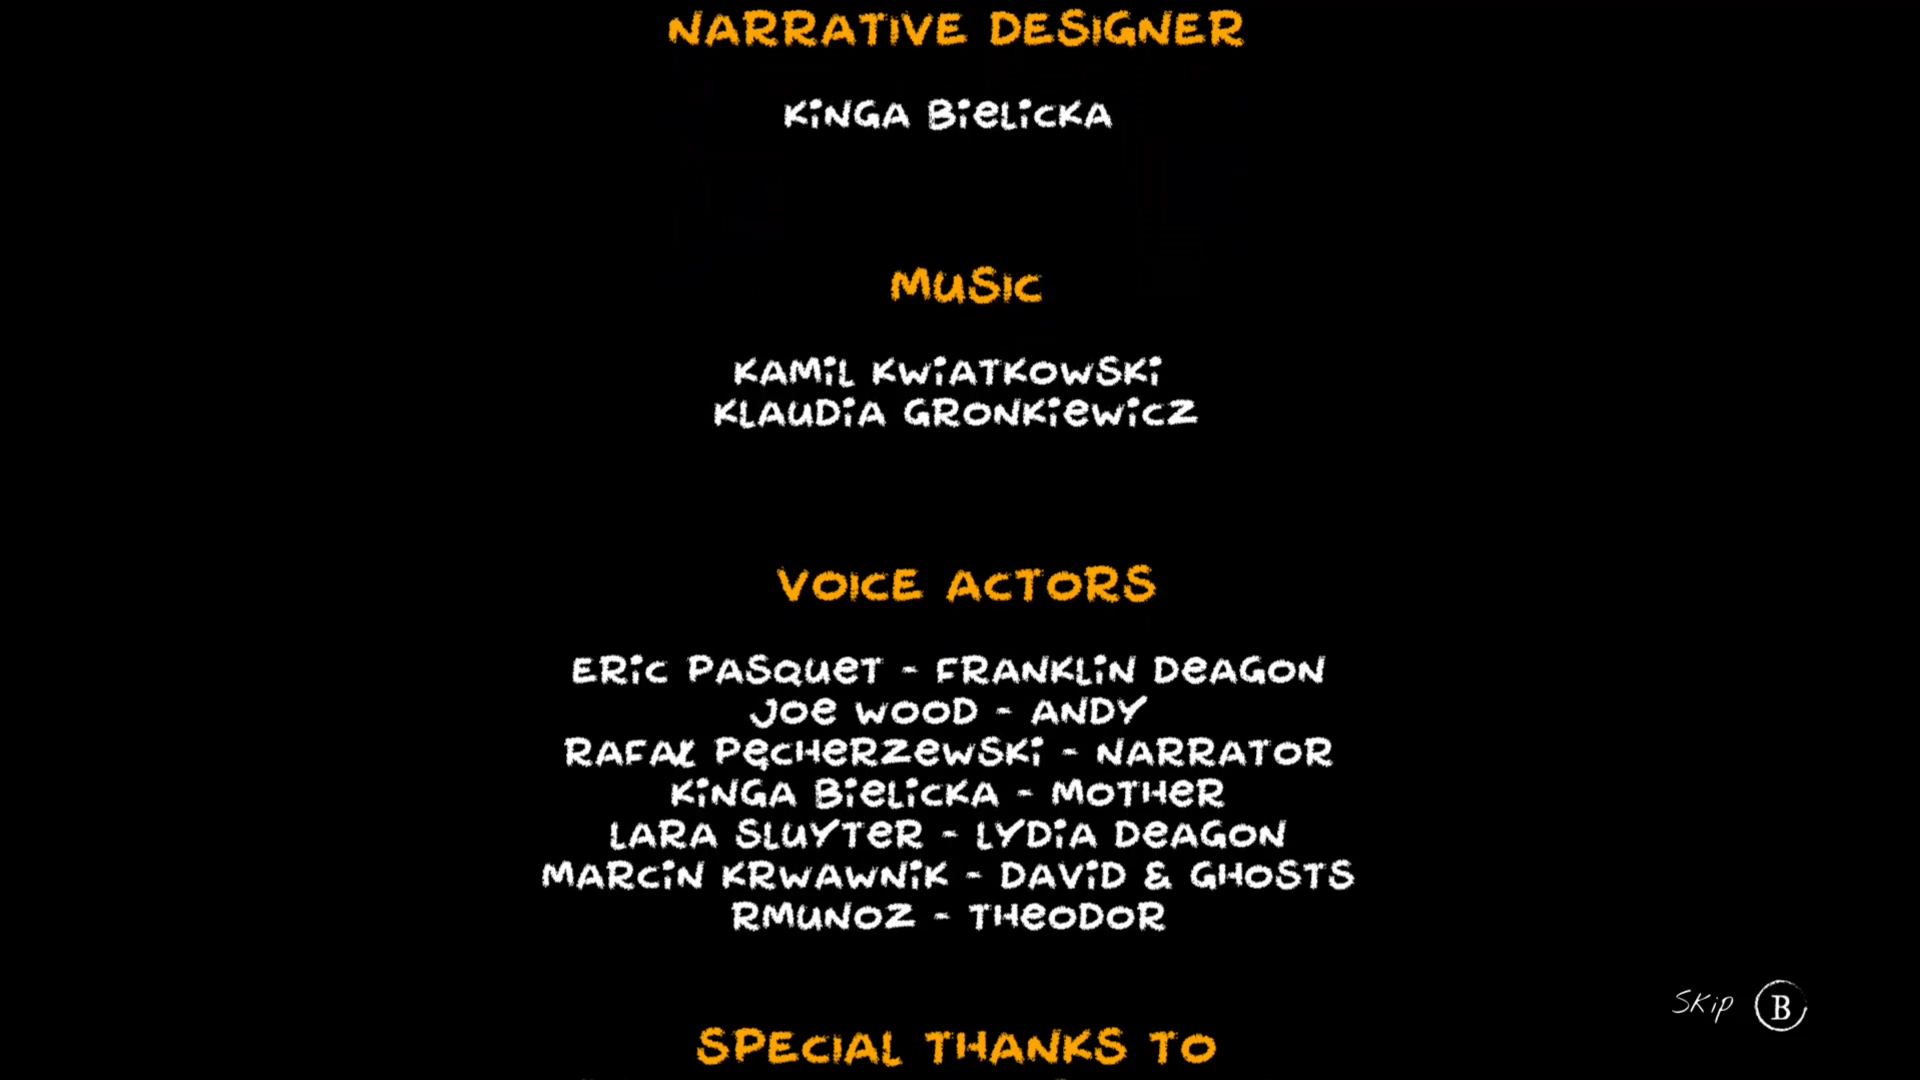 NARRATIVE DESIGNER
KINGA BIELICKA
MUSIC
KAMIL KWIATKOWSKI
KLAUDIA GRONKIEWICZ
VOICE ACTORS
ERIC PASQUET - FRANKLIN DEAGON
JOE WOOD - ANDY
RAFAŁ PĘCHERZEWSKI - NARRATOR
KINGA BIELICKA - MOTHER
LARA SLUYTER - LYDIA DEAGON
MARCIN KRWAWNIK - DAVID & GHOSTS
RMUNOZ - THEODOR
Skip B
SPECIAL THANKS TO